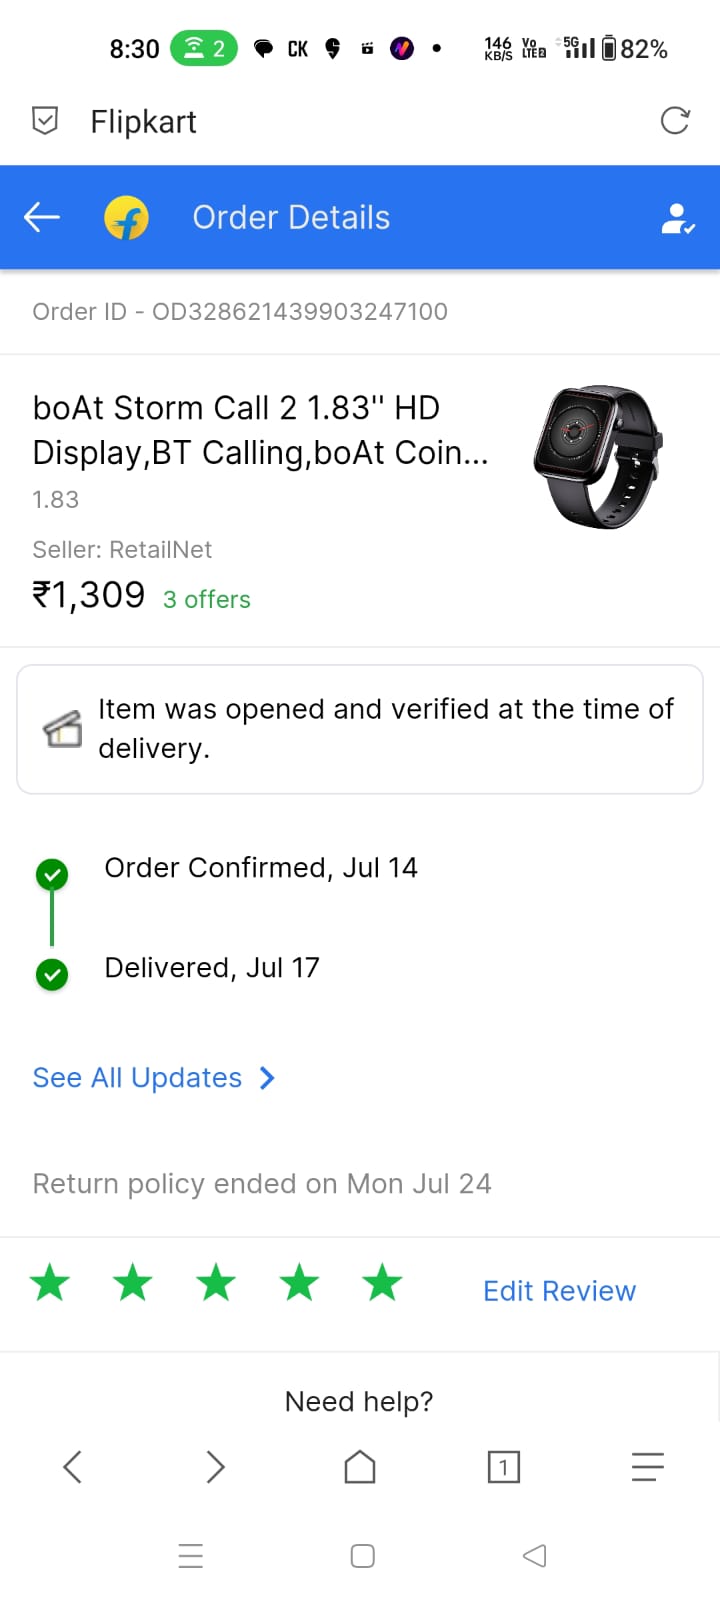 8:30 2 CK 146 KB/S Vo LTE2 5G 82%
Flipkart
Order Details
Order ID - OD328621439903247100
boAt Storm Call 2 1.83'' HD
Display,BT Calling,boAt Coin...
1.83
Seller: RetailNet
₹1,309 3 offers
Item was opened and verified at the time of
delivery.
Order Confirmed, Jul 14
Delivered, Jul 17
See All Updates
Return policy ended on Mon Jul 24
Edit Review
Need help?
1